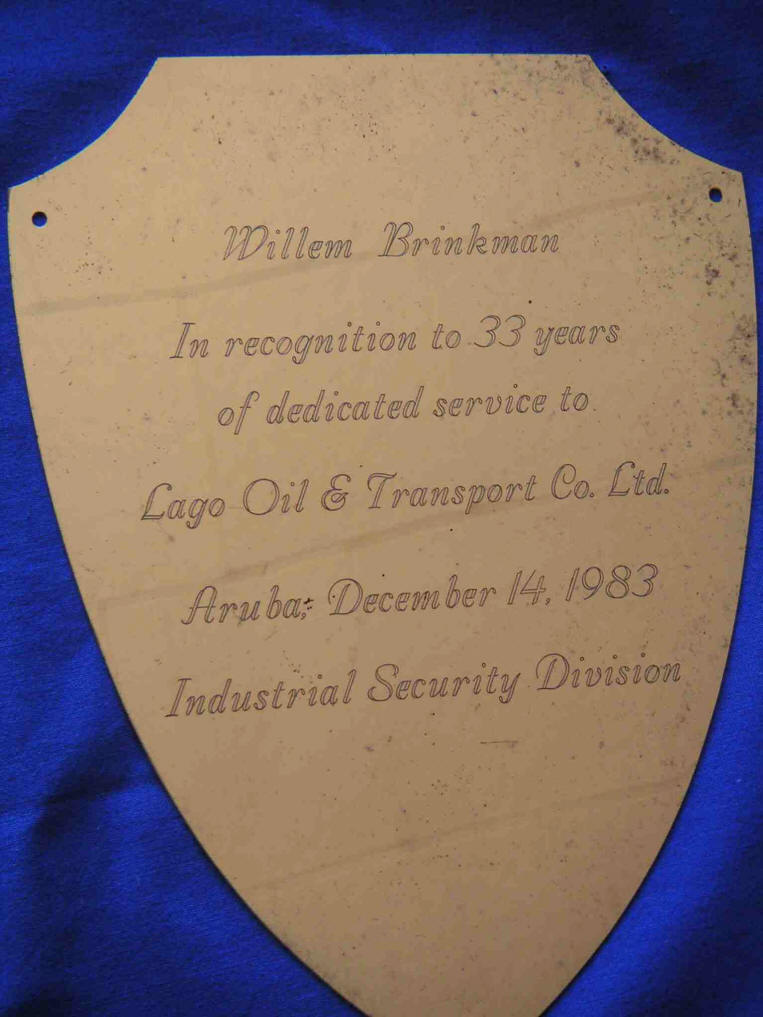 Willem Brinkman
In recognition to 33 years
of dedicated service to
Lago Oil & Transport Co. Ltd.
Aruba, December 14, 1983
Industrial Security Division